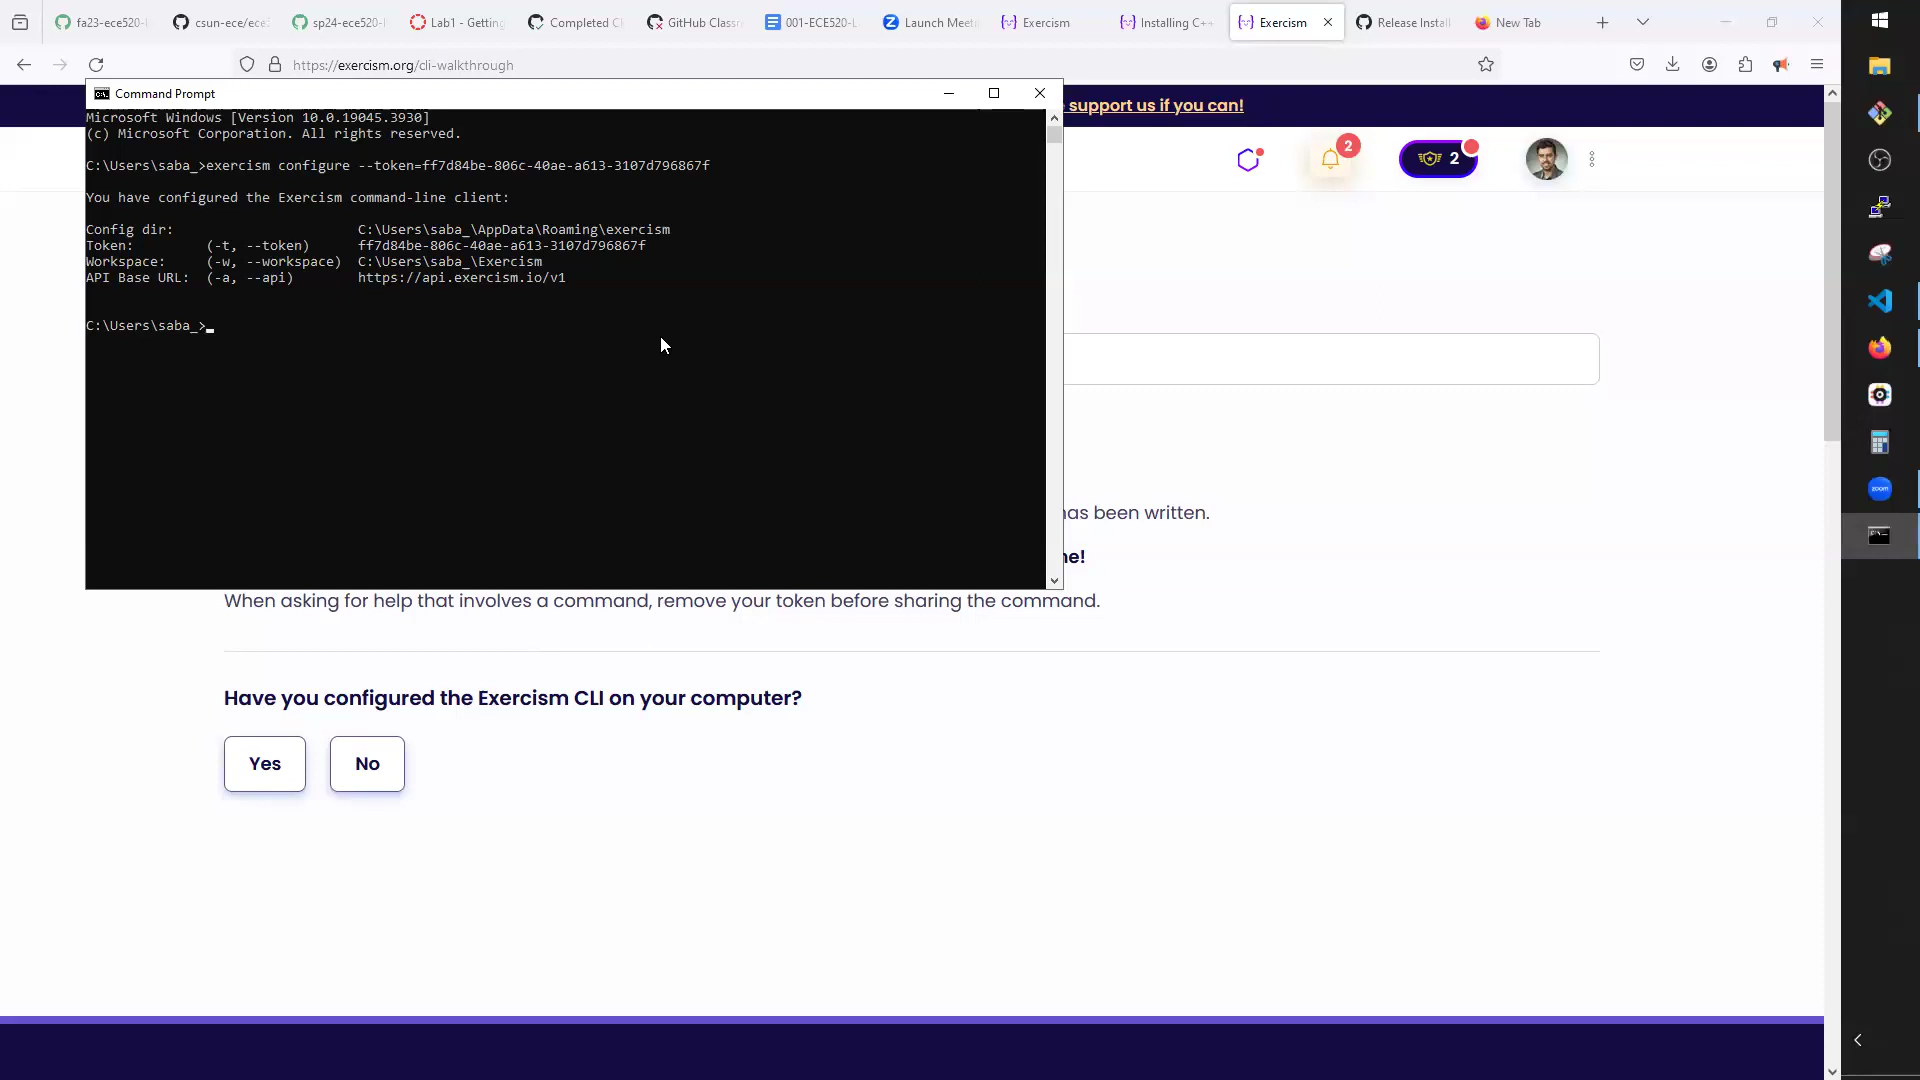 fa23-ece520-
csun-ece/ece
sp24-ece520-
Lab1 - Getting
Completed C
GitHub Classr
001-ECE520-L
Launch Meeti
Exercism
Installing C++
Exercism
Release Install
New Tab
https://exercism.org/cli-walkthrough
Command Prompt
support us if you can!
Microsoft Windows [Version 10.0.19045.3930]
(c) Microsoft Corporation. All rights reserved.
C:\Users\saba_>exercism configure --token=ff7d84be-806c-40ae-a613-3107d796867f
You have configured the Exercism command-line client:
Config dir: C:\Users\saba_\AppData\Roaming\exercism
Token: (-t, --token) ff7d84be-806c-40ae-a613-3107d796867f
Workspace: (-w, --workspace) C:\Users\saba_\Exercism
API Base URL: (-a, --api) https://api.exercism.io/v1
C:\Users\saba_>
2
2
has been written.
ne!
When asking for help that involves a command, remove your token before sharing the command.
Have you configured the Exercism CLI on your computer?
Yes
No
zoom